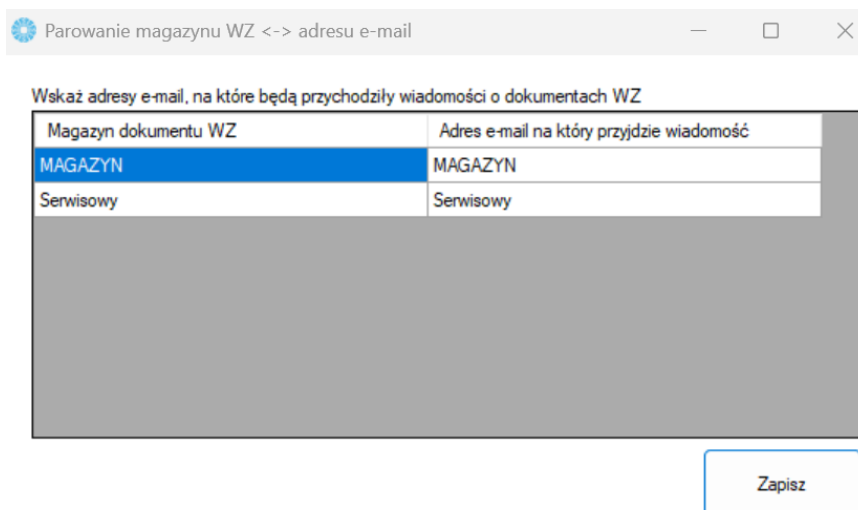 Parowanie magazynu WZ <-> adresu e-mail
Wskaż adresy e-mail, na które będą przychodziły wiadomości o dokumentach WZ
Magazyn dokumentu WZ Adres e-mail na który przyjdzie wiadomość
MAGAZYN MAGAZYN
Serwisowy Serwisowy
Zapisz